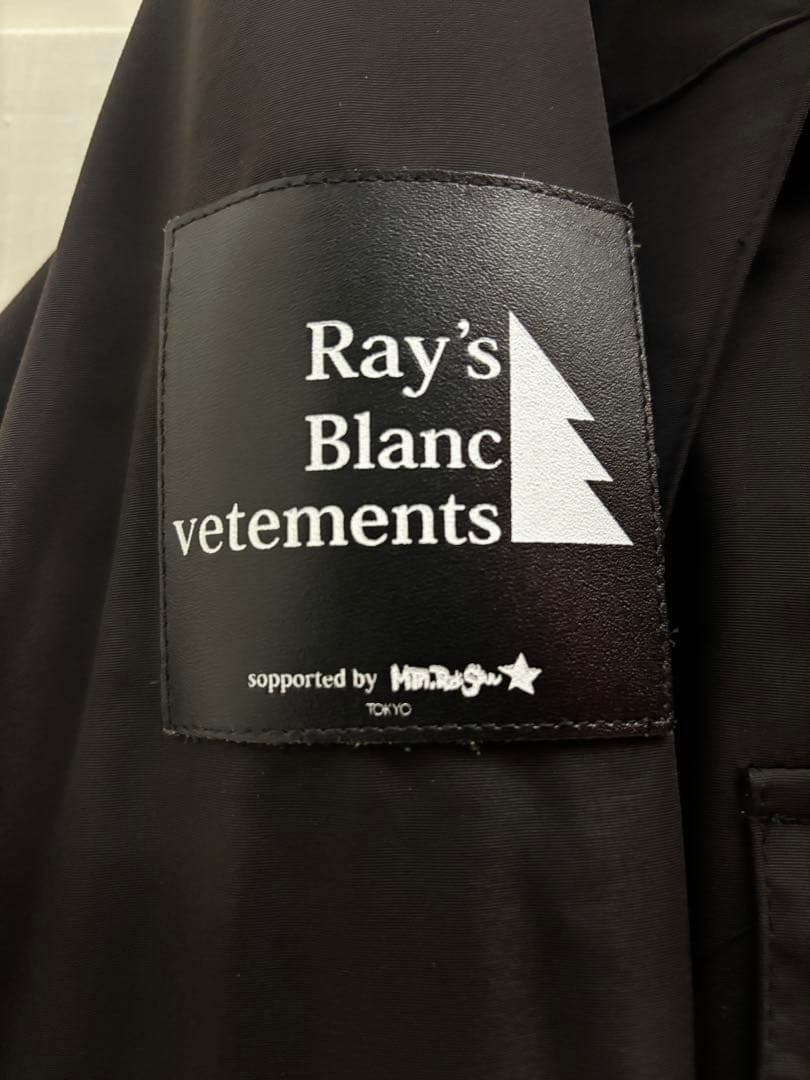 Ray's
Blanc
vetements
sopported by
TOKYO